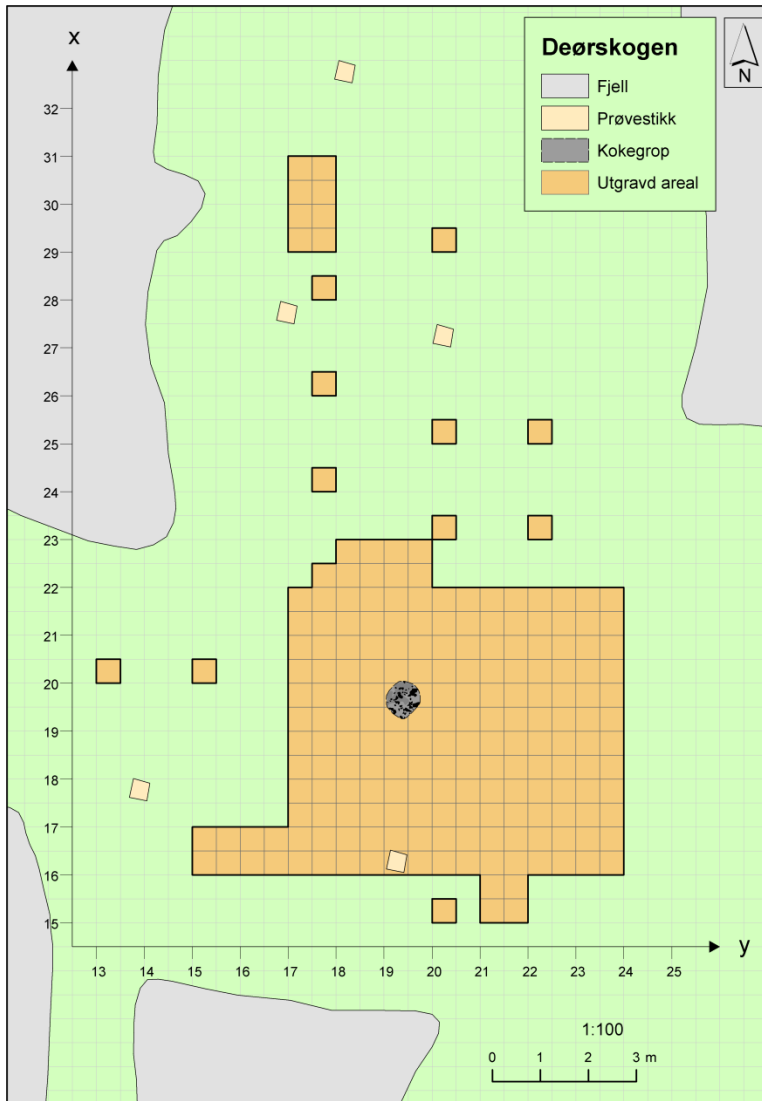 x
Deørskogen
Fjell
Prøvestikk
Kokegrop
Utgravd areal
N
32
31
30
29
28
27
26
25
24
23
22
21
20
19
18
17
16
15
13 14 15 16 17 18 19 20 21 22 23 24 25
y
1:100
0 1 2 3 m